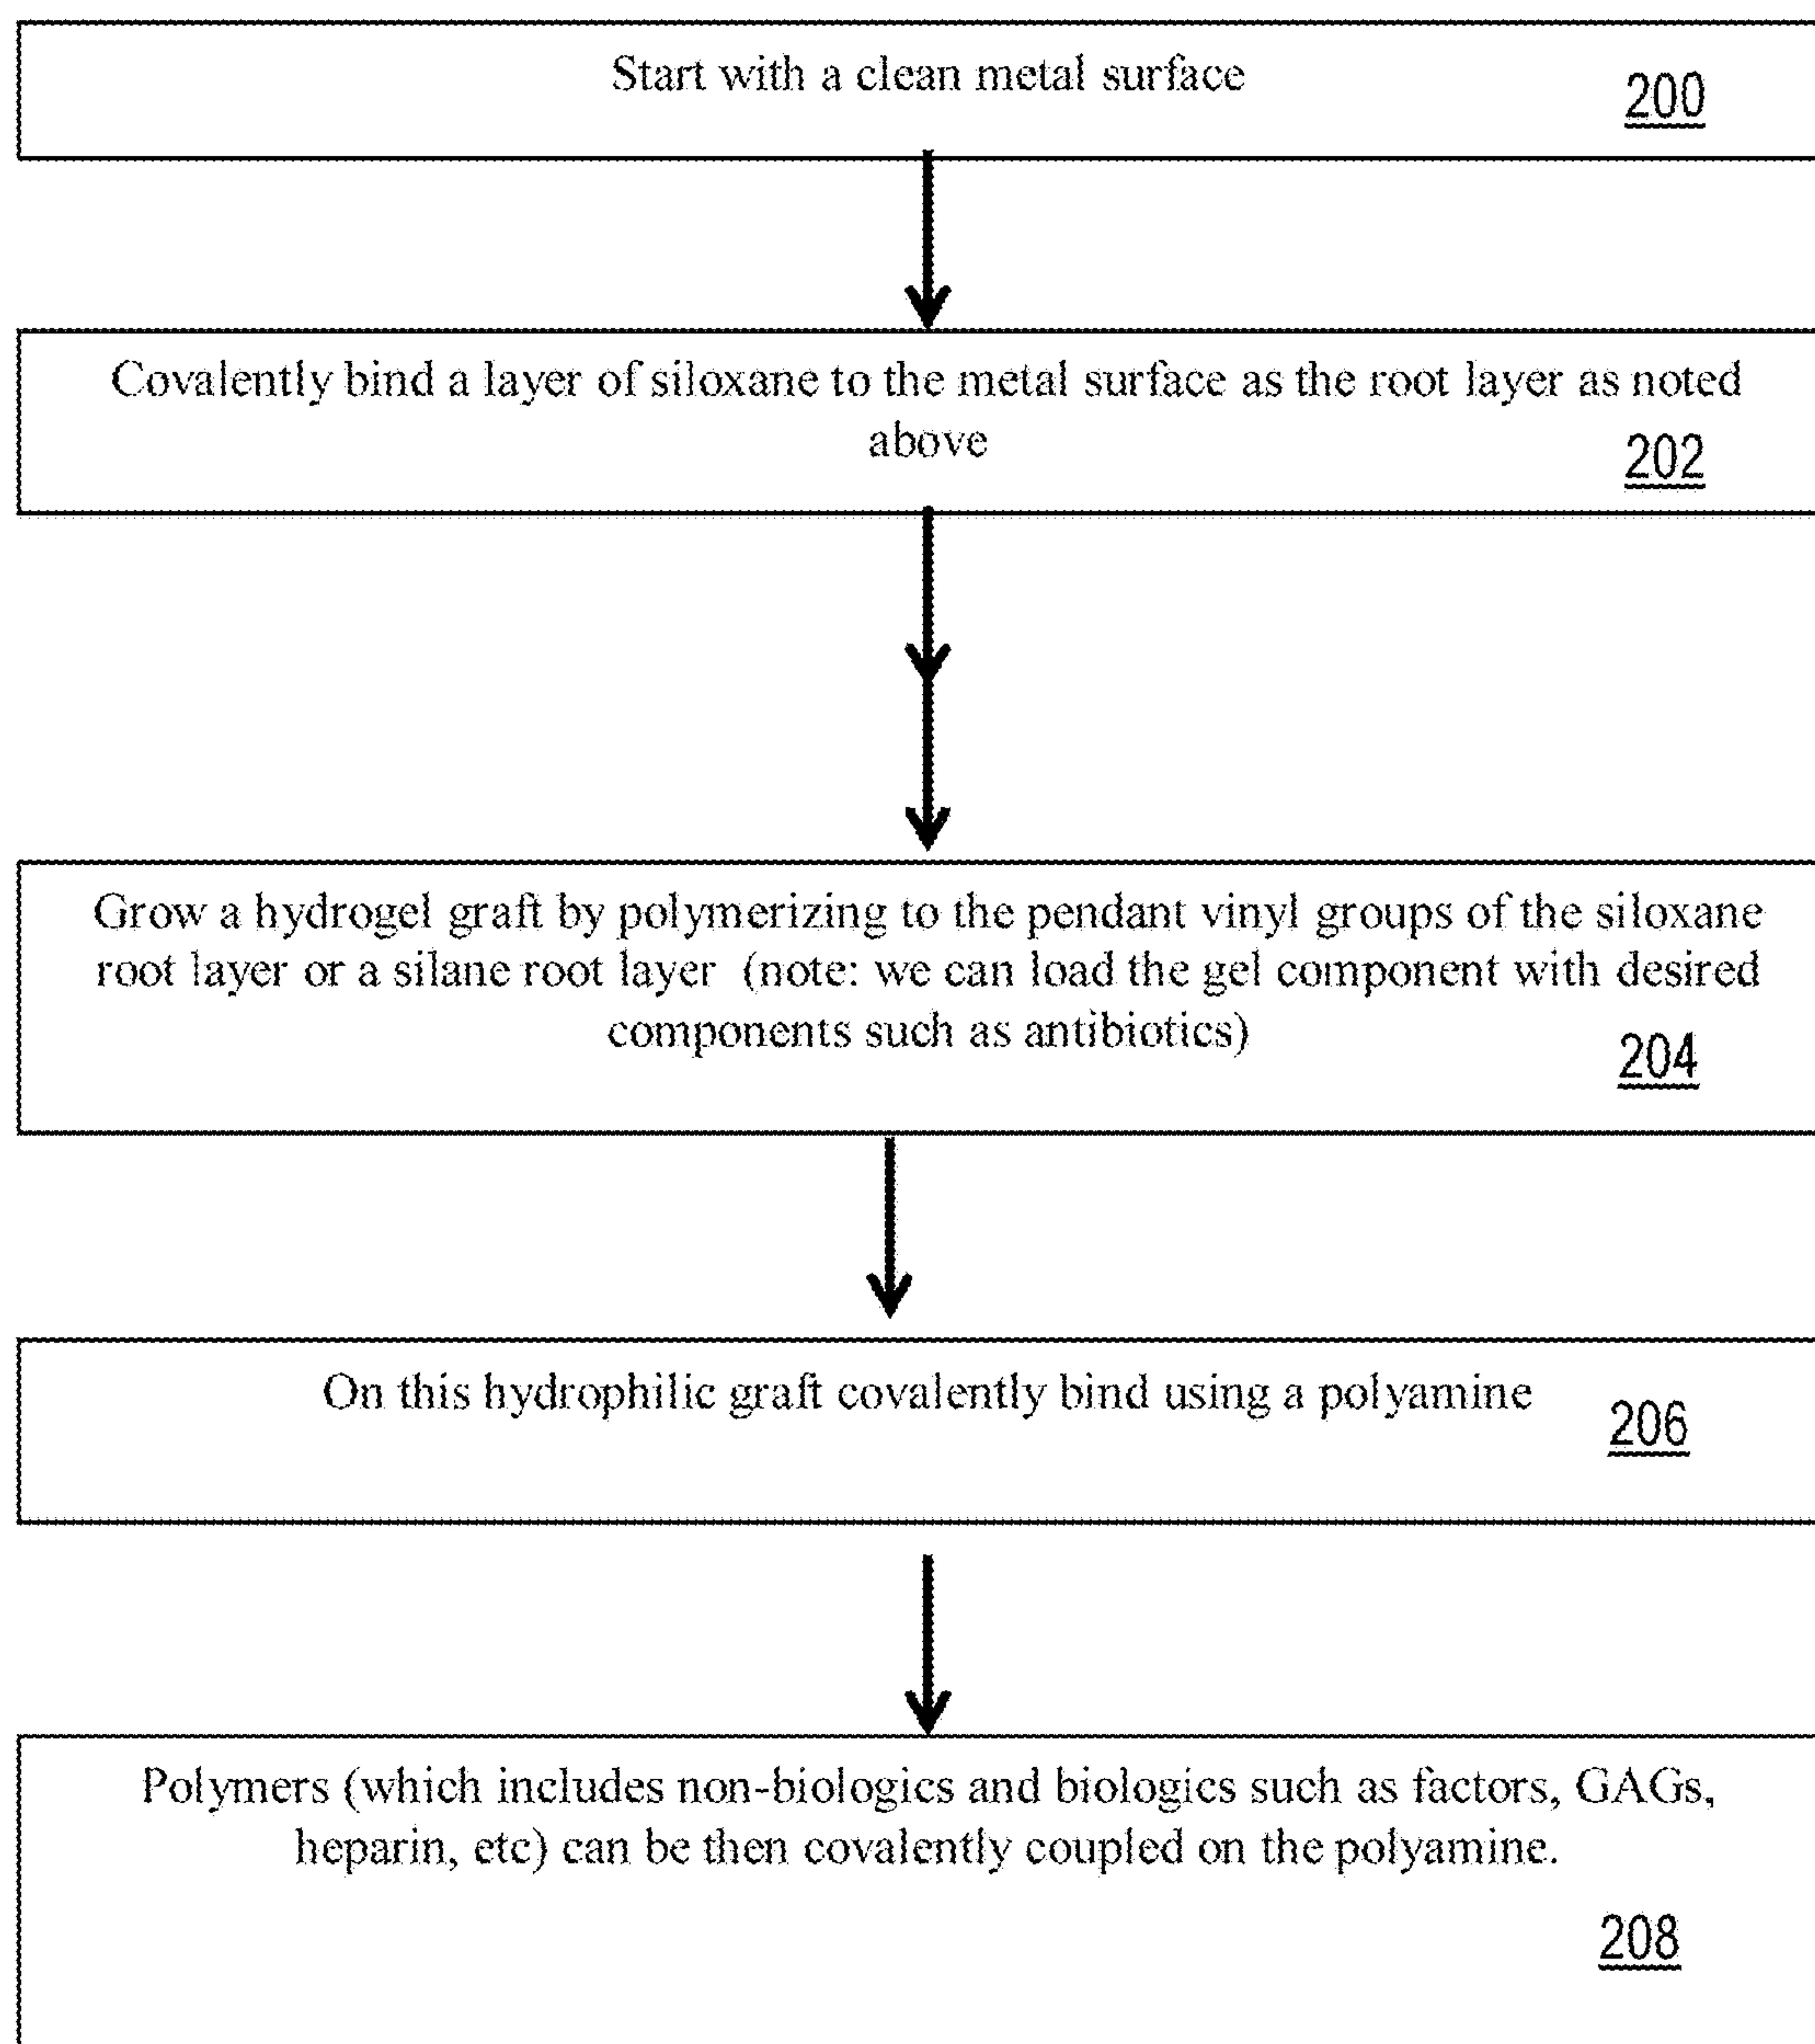 Start with a clean metal surface
200
Covalently bind a layer of siloxane to the metal surface as the root layer as noted
above
202
Grow a hydrogel graft by polymerizing to the pendant vinyl groups of the siloxane
root layer or a silane root layer (note: we can load the gel component with desired
components such as antibiotics)
204
On this hydrophilic graft covalently bind using a polyamine
206
Polymers (which includes non-biologics and biologics such as factors, GAGs,
heparin, etc) can be then covalently coupled on the polyamine.
208